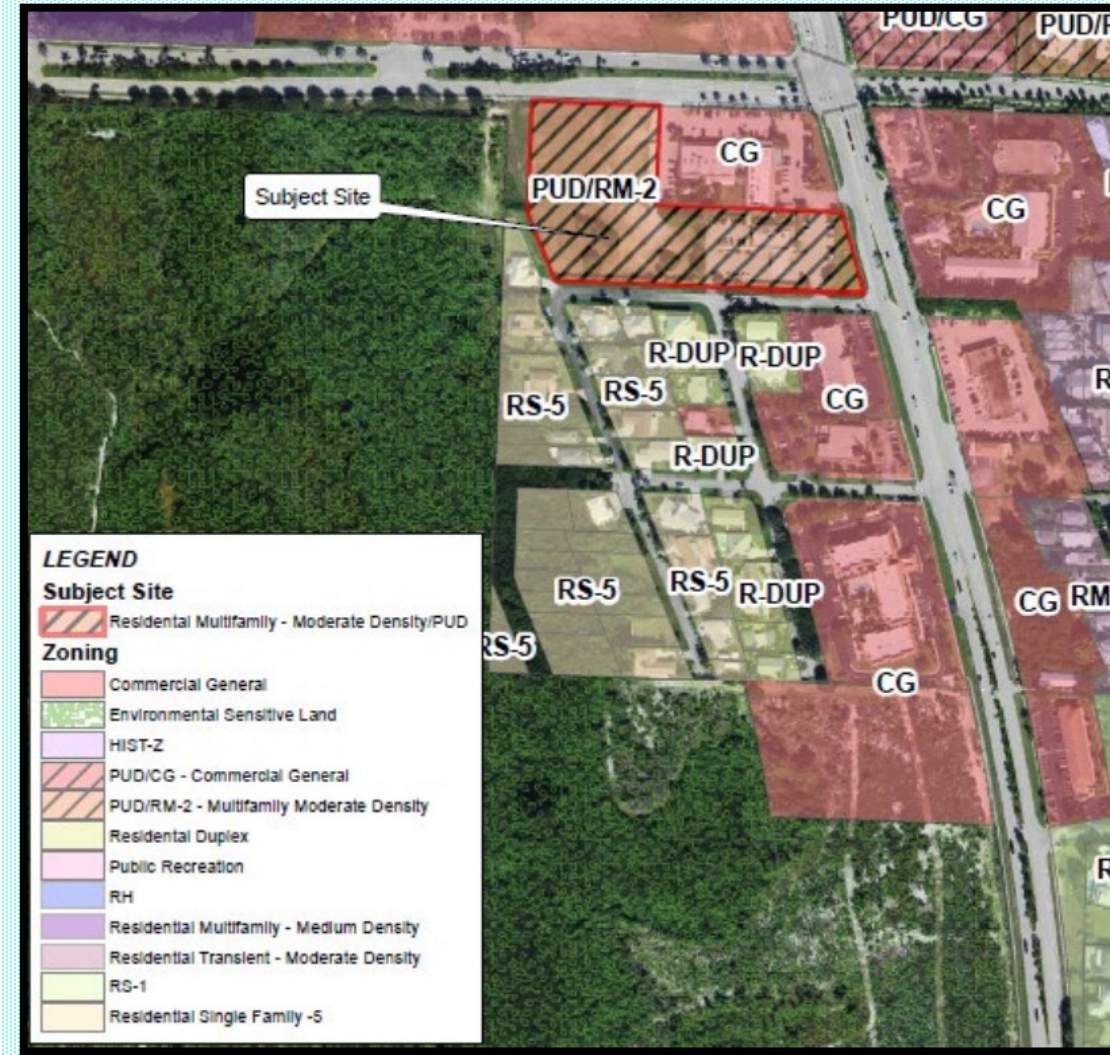 PUD/CG
CG
PUD/RM-2
Subject Site
CG
R-DUP
R-DUP
RS-5
RS-5
CG
R-DUP
RS-5
RS-5
R-DUP
CG
RS-5
CG
LEGEND
Subject Site
Residental Multifamily - Moderate Density/PUD
Zoning
Commercial General
Environmental Sensitive Land
HIST-Z
PUD/CG - Commercial General
PUD/RM-2 - Multifamily Moderate Density
Residental Duplex
Public Recreation
RH
Residential Multifamily - Medium Density
Residential Transient - Moderate Density
RS-1
Residential Single Family -5